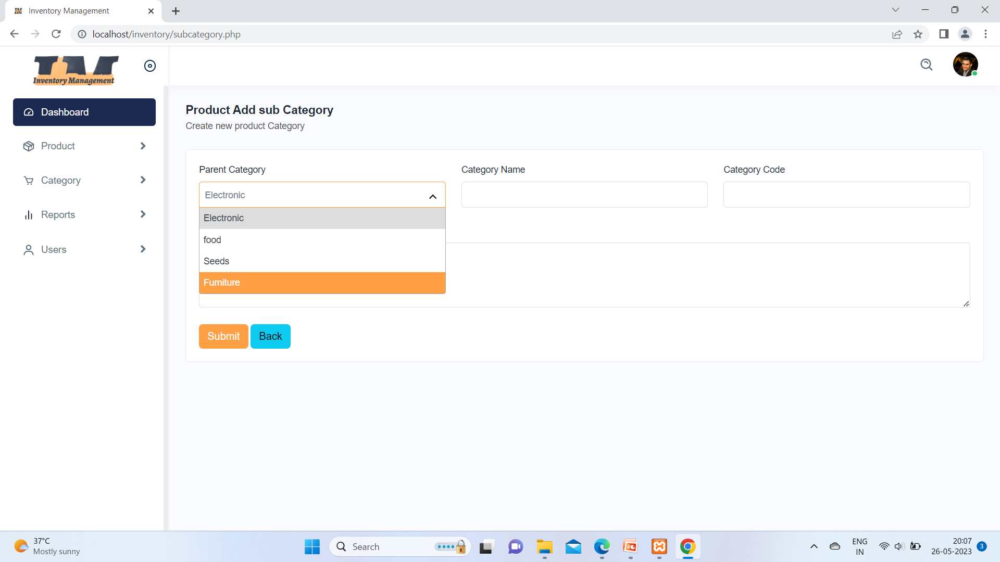 Inventory Management
localhost/inventory/subcategory.php
IM
Inventory Management
Dashboard
Product
Category
Reports
Users
Product Add sub Category
Create new product Category
Parent Category
Category Name
Category Code
Electronic
Electronic
food
Seeds
Furniture
Submit
Back
37°C
Mostly sunny
Search
ENG
IN
20:07
26-05-2023
3